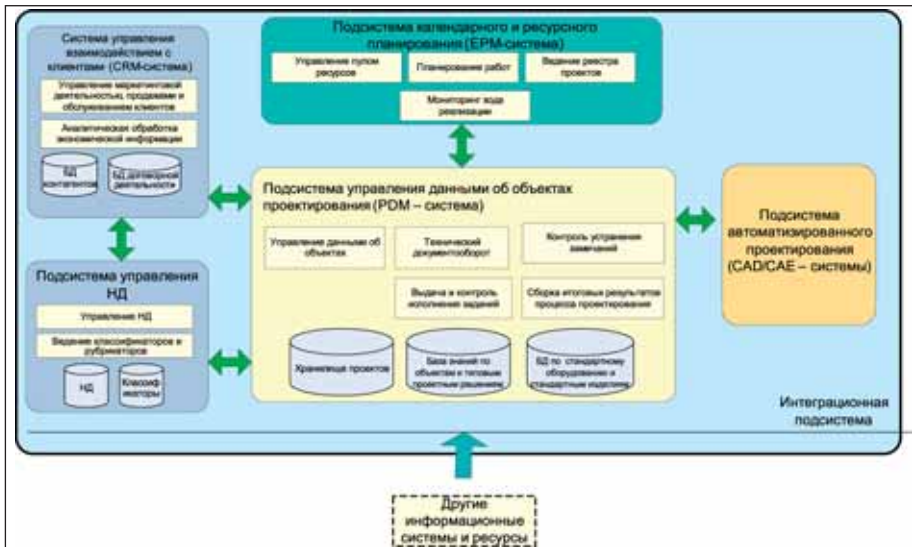 Система управления
взаимодействием с
клиентами (CRM-система)
Управление маркетинговой
деятельностью, продажами и
обслуживанием клиентов
Аналитическая обработка
экономической информации
БД
контагентов
БД договорной
деятельности
Подсистема календарного и ресурсного
планирования (EPM-система)
Управление пулом
ресурсов
Планирование работ
Ведение реестра
проектов
Мониторинг хода
реализации
Подсистема управления данными об объектах
проектирования (PDM – система)
Управление данными об
объектах
Технический
документооборот
Контроль устранения
замечаний
Выдача и контроль
исполнения заданий
Сборка итоговых результатов
процесса проектирования
Хранилище проектов
База знаний по
объектам и типовым
проектным решениям
БД по стандартному
оборудованию и
стандартным изделиям
Подсистема
автоматизированного
проектирования
(CAD/CAE – системы)
Подсистема управления
НД
Управление НД
Ведение классификаторов и
рубрикаторов
НД
Классиф
икаторы
Интеграционная
подсистема
Другие
информационные
системы и ресурсы